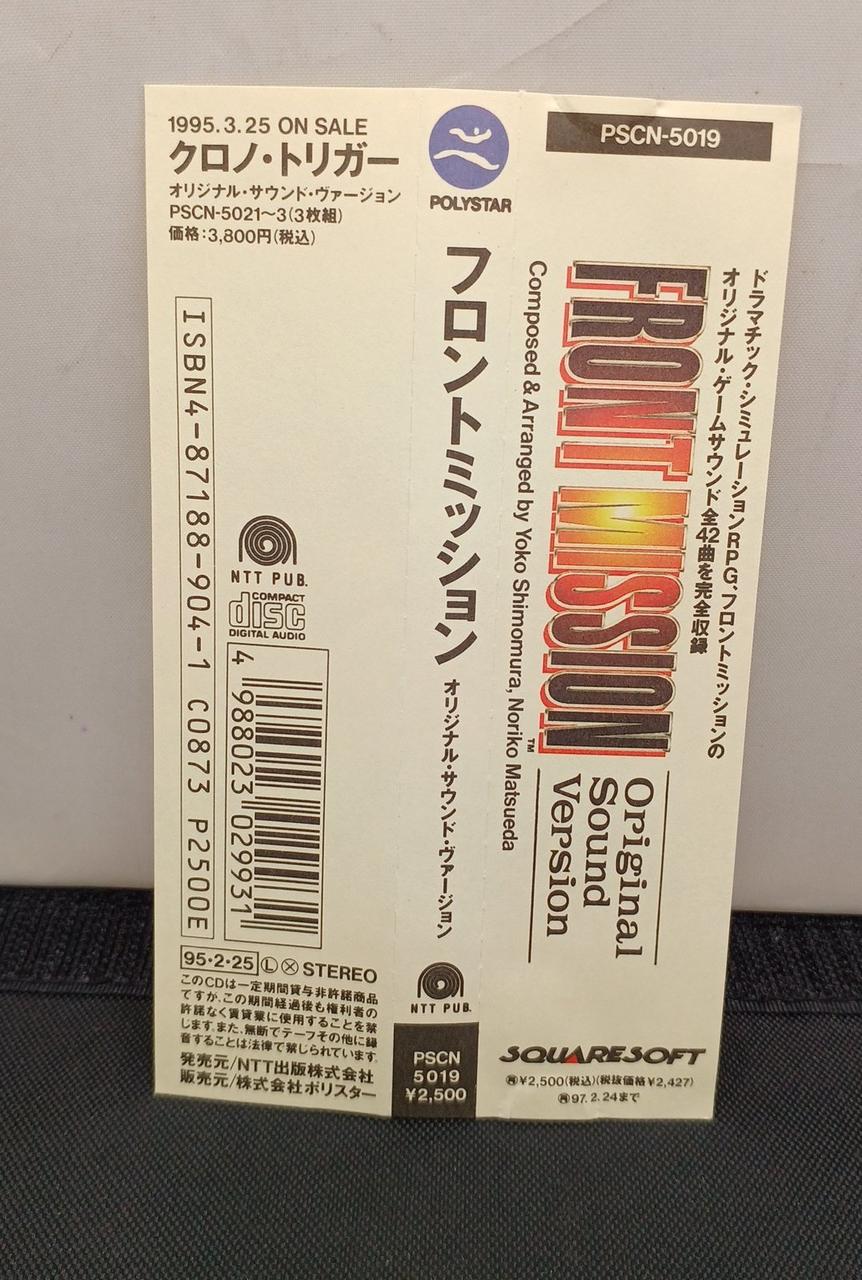 1995.3.25 ON SALE
クロノ・トリガー
オリジナル・サウンド・ヴァージョン
PSCN-5021〜3(3枚組)
価格:3,800円(税込)
ISBN4-87188-904-1 C0873 P2500E
NTT PUB.
COMPACT
disc
DIGITAL AUDIO
4 988023 029931
95・2・25 Ⓛ Ⓧ STEREO
このCDは一定期間貸与非許諾商品
ですが、この期間経過後も権利者の
許諾なく賃貸業に使用することを禁
じます。また、無断でテープその他に録
音することは法律で禁じられています。
発売元/NTT出版株式会社
販売元/株式会社ポリスター
POLYSTAR
フロントミッション
オリジナル・サウンド・ヴァージョン
NTT PUB.
PSCN
5019
¥2,500
PSCN-5019
ドラマチック・シミュレーションRPG、フロントミッションの
オリジナル・ゲームサウンド全42曲を完全収録
FRONT MISSION™
Composed & Arranged by Yoko Shimomura, Noriko Matsueda
Original
Sound
Version
SQUARESOFT
㋐¥2,500(税込)(税抜価格¥2,427)
㋐97.2.24まで